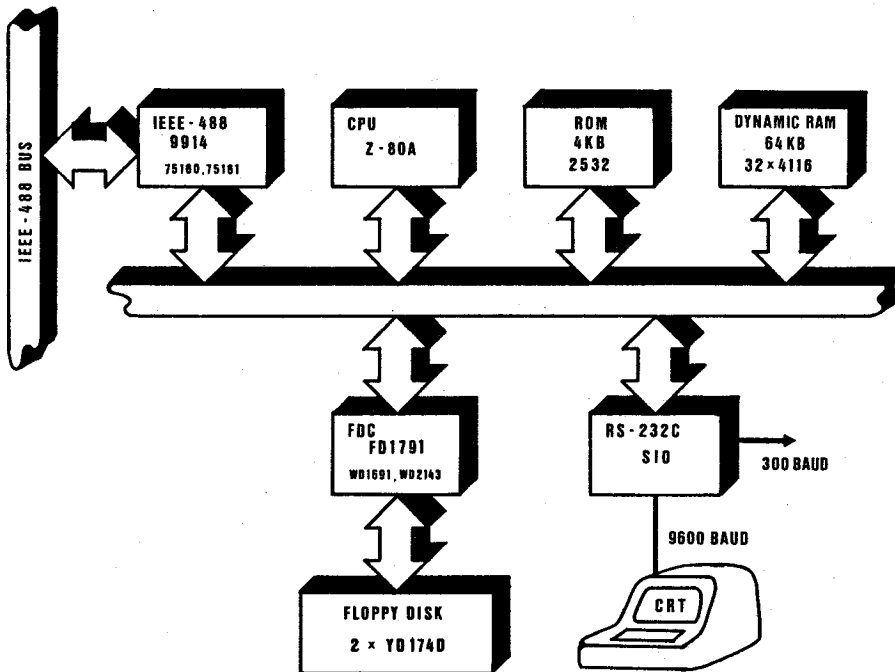 IEEE-488 BUS
IEEE-488
9914
75160,75161
CPU
Z-80A
ROM
4KB
2532
DYNAMIC RAM
64KB
32×4116
FDC
FD1791
WD1691,WD2143
RS-232C
SIO
300 BAUD
9600 BAUD
FLOPPY DISK
2 × YD174D
CRT